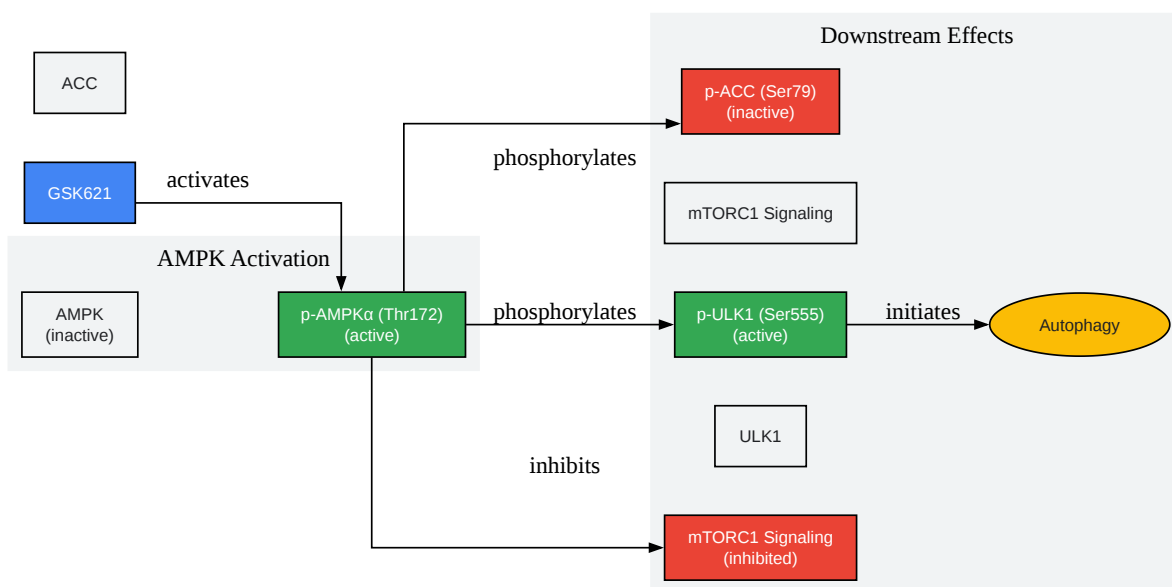 Downstream Effects
ACC
p-ACC (Ser79)
(inactive)
phosphorylates
GSK621
activates
mTORC1 Signaling
AMPK Activation
AMPK
(inactive)
p-AMPKα (Thr172)
(active)
phosphorylates
p-ULK1 (Ser555)
(active)
initiates
Autophagy
ULK1
inhibits
mTORC1 Signaling
(inhibited)